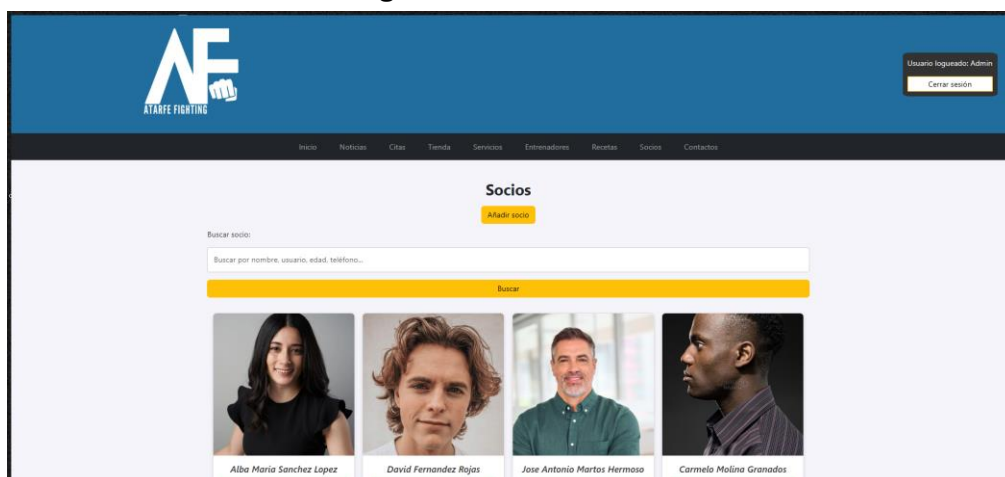 AF
ATARFE FIGHTING
Usuario logueado: Admin
Cerrar sesión
Inicio Noticias Citas Tienda Servicios Entrenadores Recetas Socios Contactos
Socios
Añadir socio
Buscar socio:
Buscar por nombre, usuario, edad, teléfono...
Buscar
Alba María Sanchez Lopez David Fernandez Rojas Jose Antonio Martos Hermoso Carmelo Molina Granados